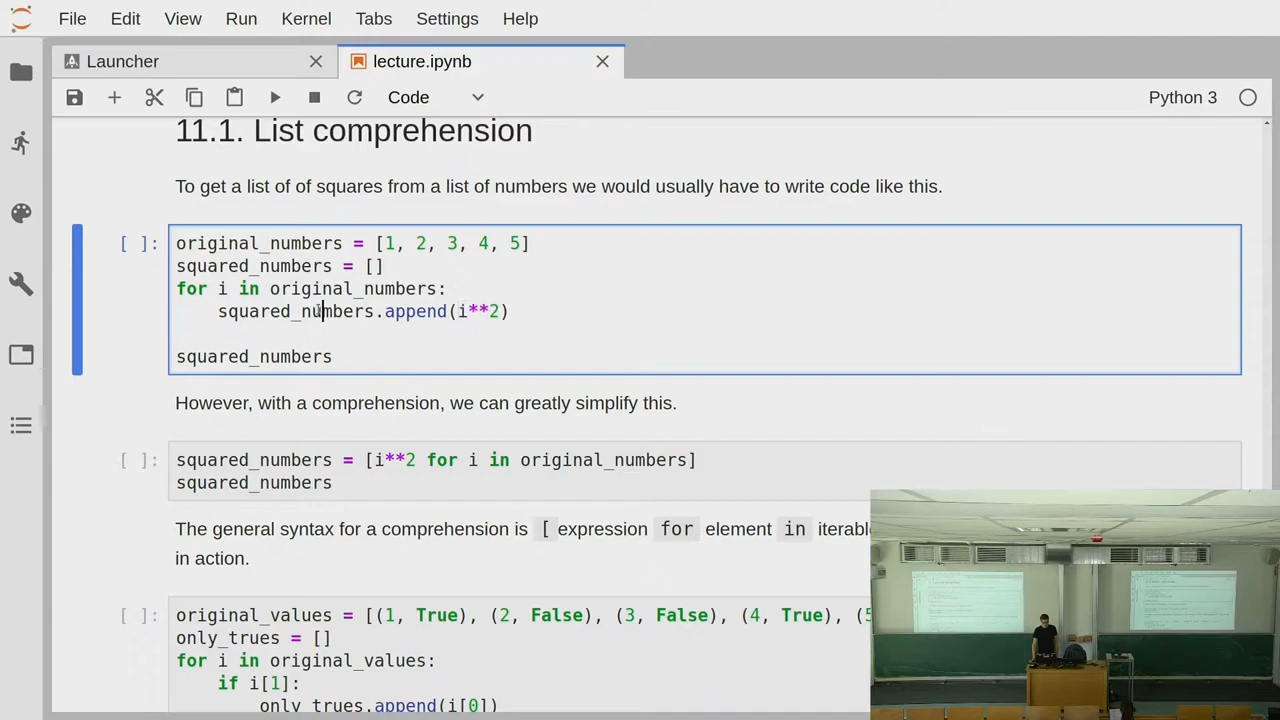 File Edit View Run Kernel Tabs Settings Help
Launcher lecture.ipynb
Code Python 3
11.1. List comprehension
To get a list of of squares from a list of numbers we would usually have to write code like this.
[ ]: original_numbers = [1, 2, 3, 4, 5]
squared_numbers = []
for i in original_numbers:
squared_numbers.append(i**2)
squared_numbers
However, with a comprehension, we can greatly simplify this.
[ ]: squared_numbers = [i**2 for i in original_numbers]
squared_numbers
The general syntax for a comprehension is [ expression for element in iterable
in action.
[ ]: original_values = [(1, True), (2, False), (3, False), (4, True), (5
only_trues = []
for i in original_values:
if i[1]:
only_trues.append(i[0])